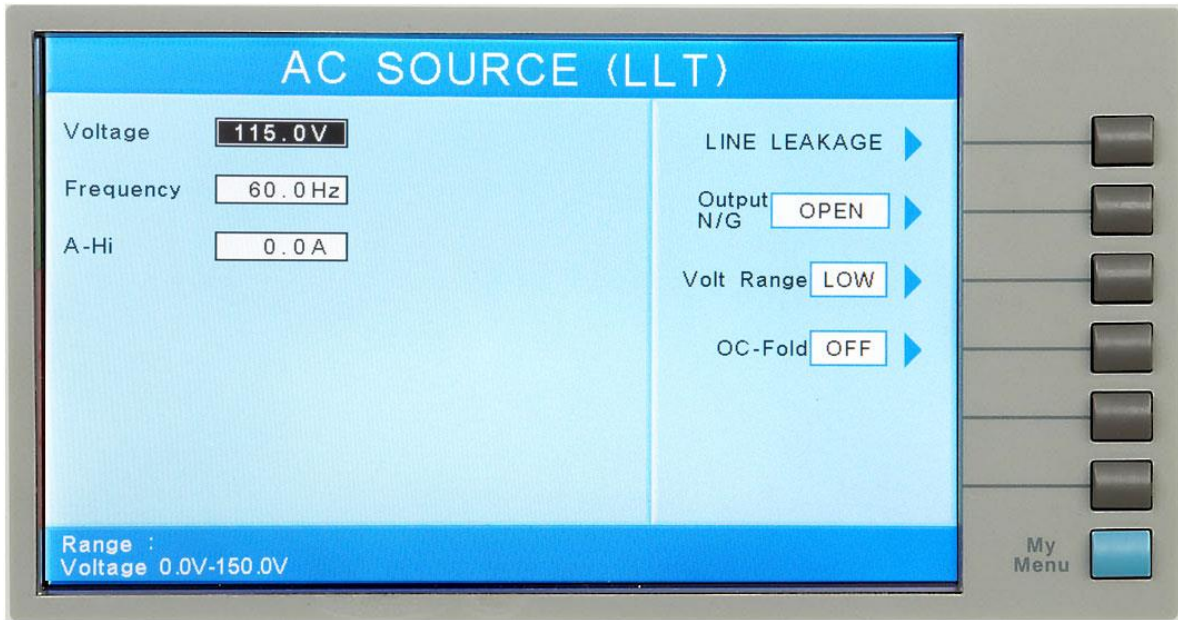 AC SOURCE (LLT)
Voltage 115.0V
Frequency 60.0Hz
A-Hi 0.0A
LINE LEAKAGE
Output
N/G OPEN
Volt Range LOW
OC-Fold OFF
Range :
Voltage 0.0V-150.0V
My
Menu